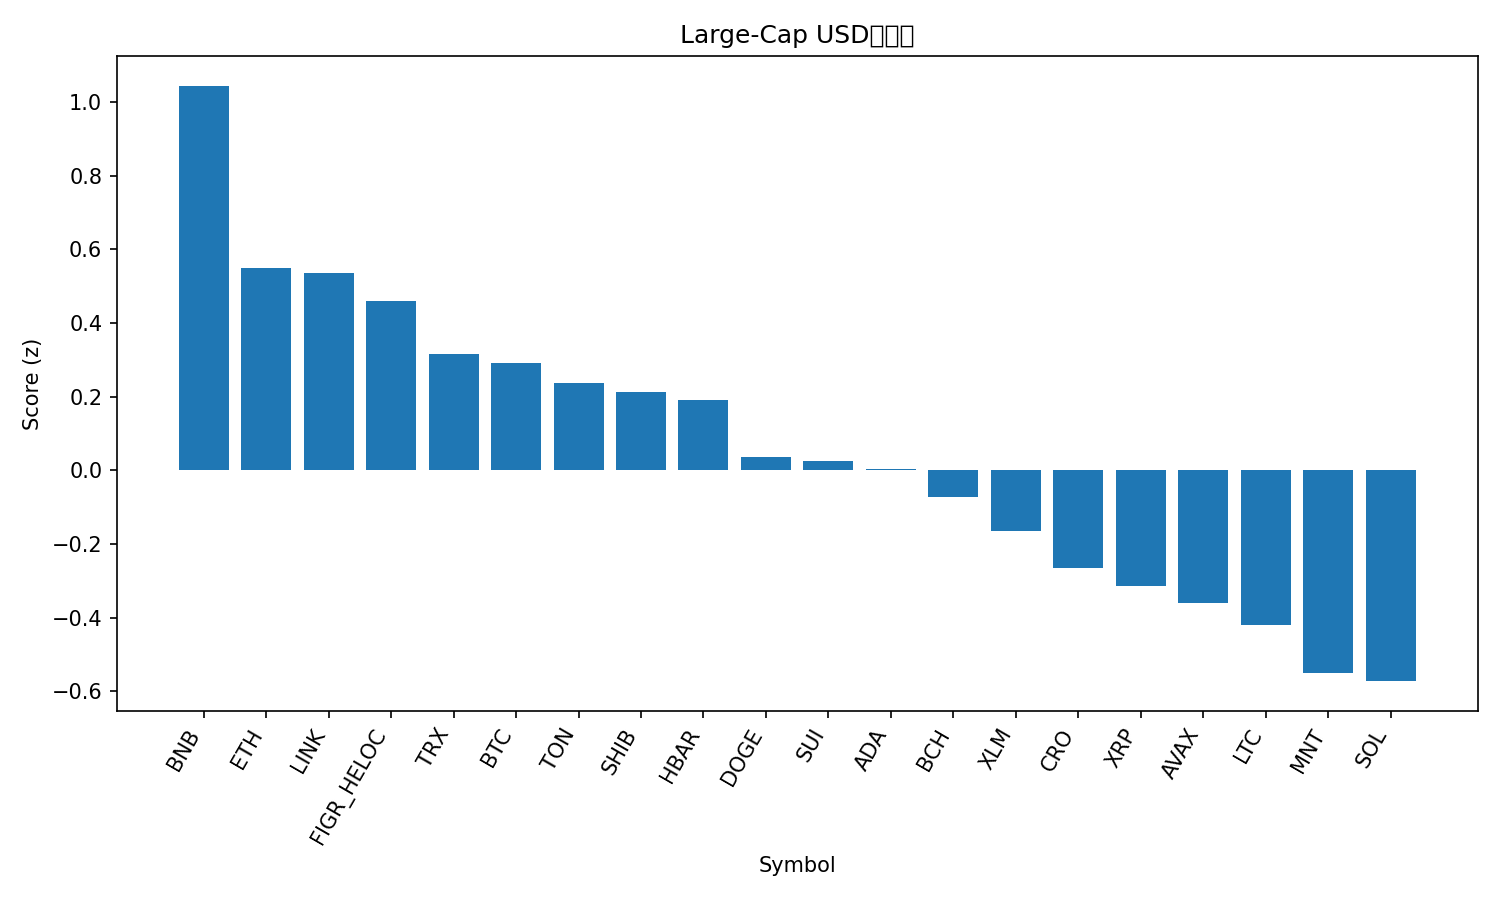 Large-Cap USD
Score (z)
1.0
0.8
0.6
0.4
0.2
0.0
−0.2
−0.4
−0.6
BNB
ETH
LINK
FIGR_HELOC
TRX
BTC
TON
SHIB
HBAR
DOGE
SUI
ADA
BCH
XLM
CRO
XRP
AVAX
LTC
MNT
SOL
Symbol